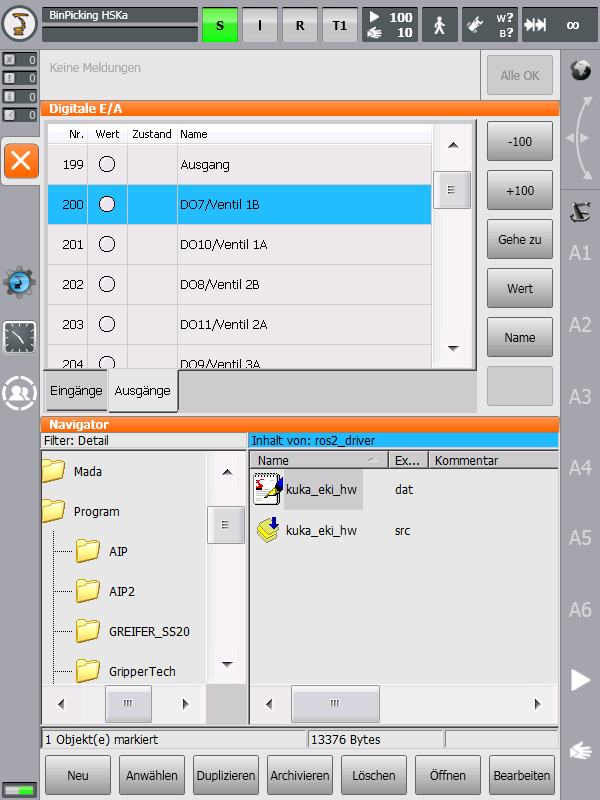 BinPicking HSKa
S I R T1
100
10
W?
B?
∞
0
0
0
0
Keine Meldungen
Alle OK
Digitale E/A
Nr. Wert Zustand Name
199 Ausgang
200 DO7/Ventil 1B
201 DO10/Ventil 1A
202 DO8/Ventil 2B
203 DO11/Ventil 2A
204 DO9/Ventil 3A
Eingänge Ausgänge
-100
+100
Gehe zu
Wert
Name
A1
A2
A3
A4
A5
A6
Navigator
Filter: Detail
Inhalt von: ros2_driver
Mada
Program
AIP
AIP2
GREIFER_SS20
GripperTech
Name Ex... Kommentar
kuka_eki_hw dat
kuka_eki_hw src
1 Objekt(e) markiert 13376 Bytes
Neu Anwählen Duplizieren Archivieren Löschen Öffnen Bearbeiten